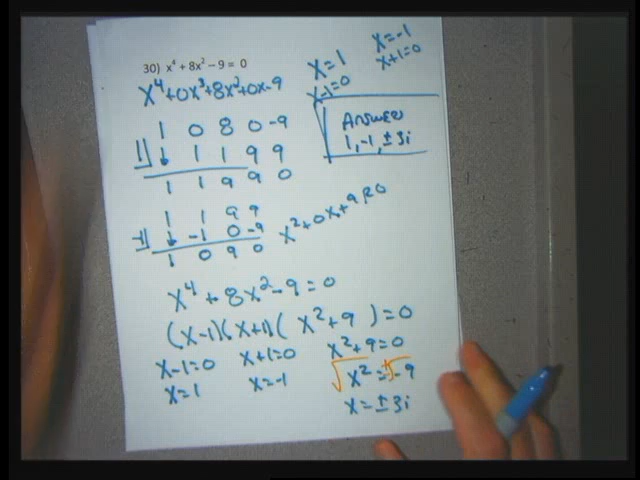 30) x⁴ + 8x² − 9 = 0
x⁴+0x³+8x²+0x-9
x=1
x-1=0
x=-1
x+1=0
1 0 8 0 -9
1 ↓ 1 1 9 9
1 1 9 9 0
Answer
1, -1, ±3i
1 1 9 9
-1 ↓ -1 0 -9
1 0 9 0
x²+0x+9 R0
x⁴+8x²-9=0
(x-1)(x+1)(x²+9)=0
x-1=0 x+1=0 x²+9=0
x=1 x=-1 √x²=±√-9
x=±3i